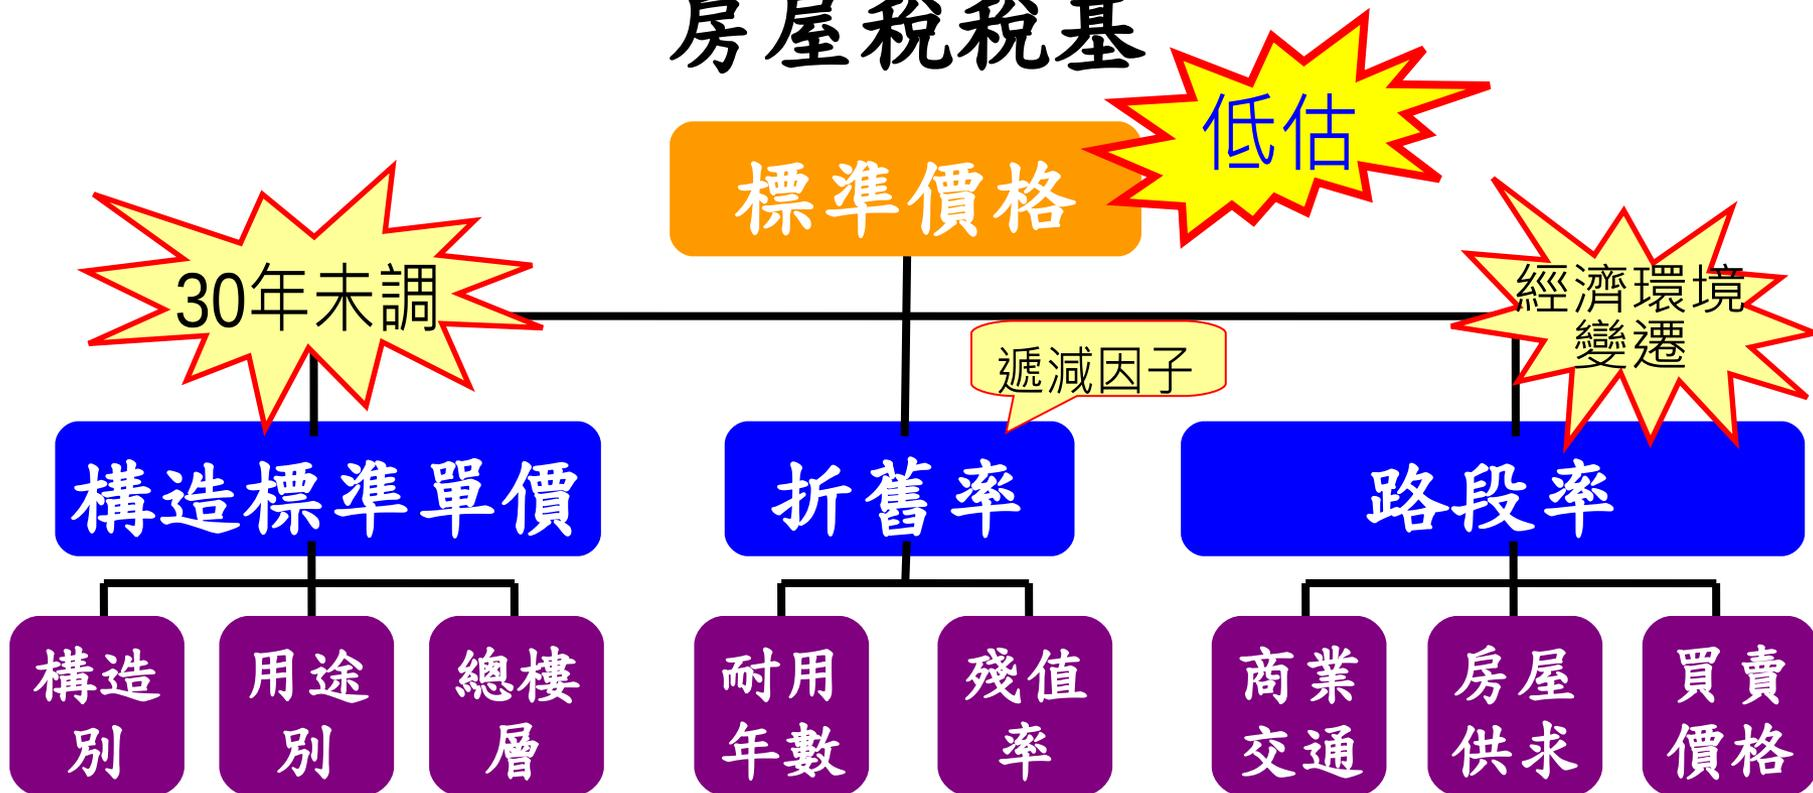 房屋稅稅基
標準價格
低估
30年未調
經濟環境
變遷
遞減因子
構造標準單價
折舊率
路段率
構造
別
用途
別
總樓
層
耐用
年數
殘值
率
商業
交通
房屋
供求
買賣
價格